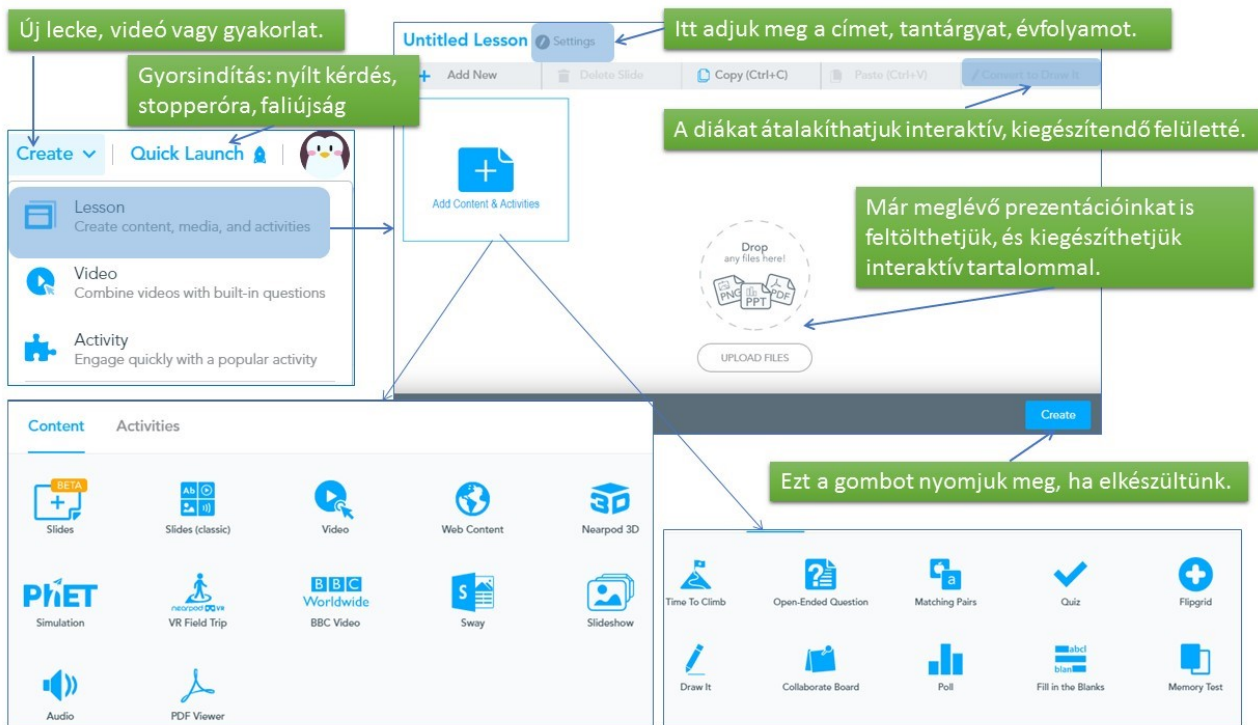 Új lecke, videó vagy gyakorlat.
Gyorsindítás: nyílt kérdés,
stopperóra, faliújság
Create
Quick Launch
Lesson
Create content, media, and activities
Video
Combine videos with built-in questions
Activity
Engage quickly with a popular activity
Untitled Lesson
Settings
Itt adjuk meg a címet, tantárgyat, évfolyamot.
+ Add New
Delete Slide
Copy (Ctrl+C)
Paste (Ctrl+V)
Convert to Draw It
A diákat átalakíthatjuk interaktív, kiegészítendő felületté.
Add Content & Activities
Már meglévő prezentációinkat is
feltölthetjük, és kiegészíthetjük
interaktív tartalommal.
Drop
any files here!
PNG PPT PDF
UPLOAD FILES
Create
Ezt a gombot nyomjuk meg, ha elkészültünk.
Content Activities
BETA
Slides
Ab
Slides (classic)
Video
Web Content
3D
Nearpod 3D
PhET
Simulation
nearpod VR
VR Field Trip
BBC
Worldwide
BBC Video
S
Sway
Slideshow
Audio
PDF Viewer
Time To Climb
Open-Ended Question
a
Matching Pairs
Quiz
Flipgrid
Draw It
Collaborate Board
Poll
abcl
blan
Fill in the Blanks
Memory Test